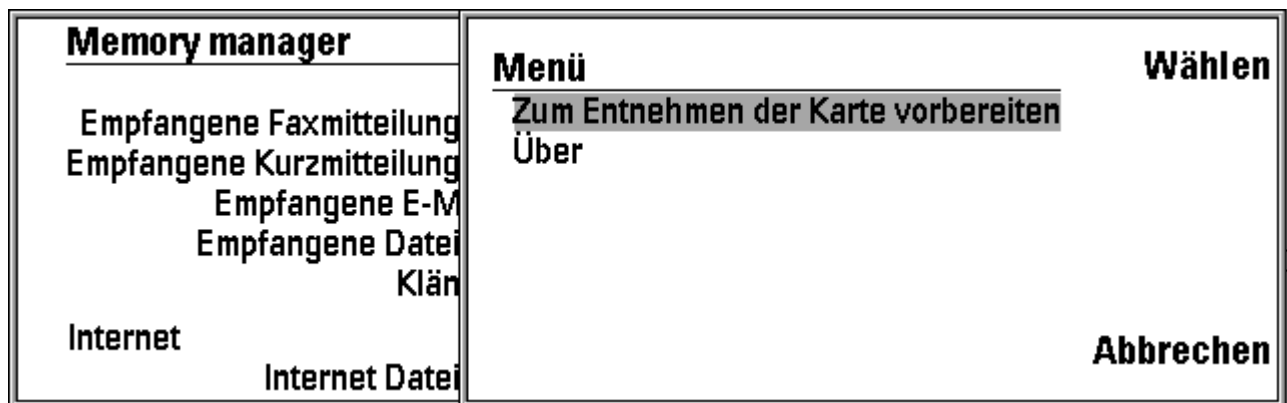 Memory manager
Empfangene Faxmitteilung
Empfangene Kurzmitteilung
Empfangene E-M
Empfangene Datei
Klän
Internet
Internet Datei
Menü
Wählen
Zum Entnehmen der Karte vorbereiten
Über
Abbrechen